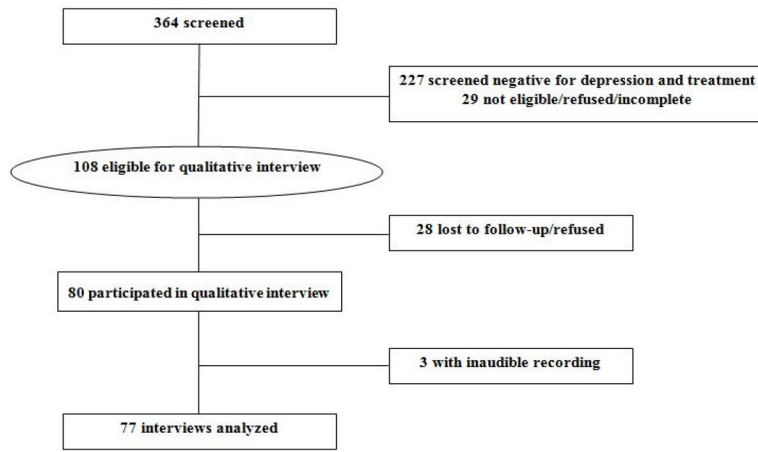 364 screened
227 screened negative for depression and treatment
29 not eligible/refused/incomplete
108 eligible for qualitative interview
28 lost to follow-up/refused
80 participated in qualitative interview
3 with inaudible recording
77 interviews analyzed